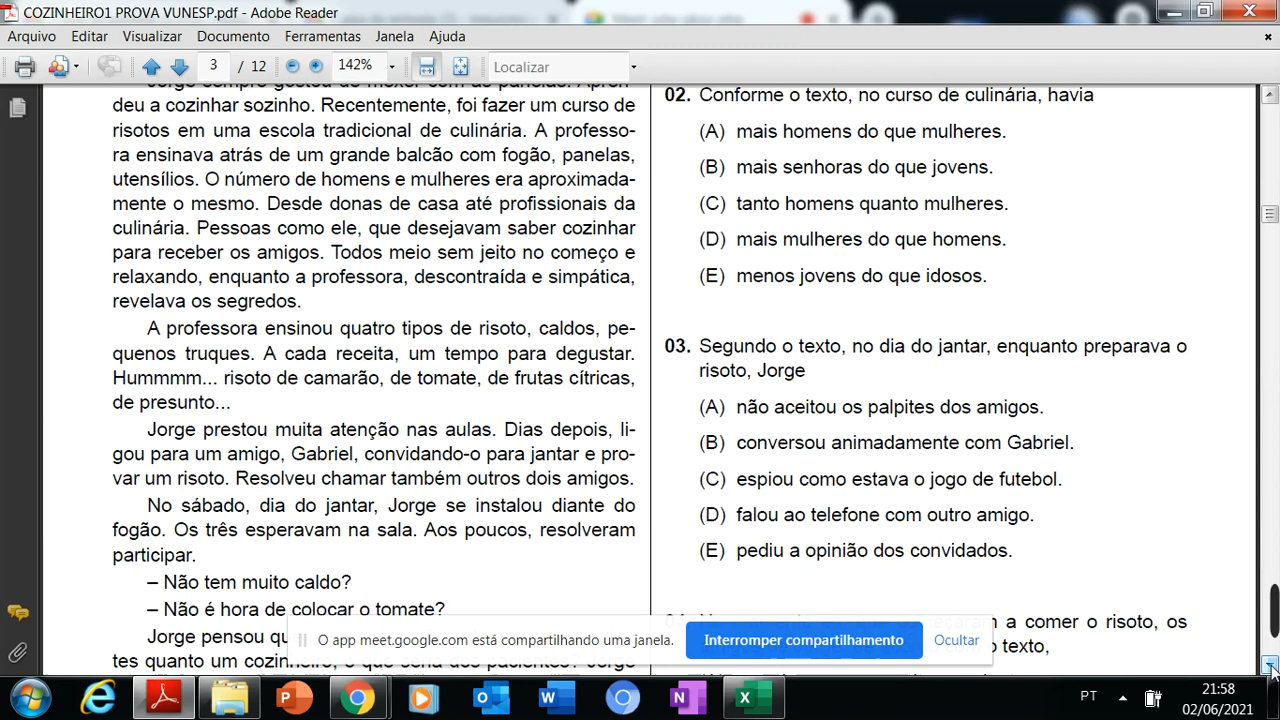 COZINHEIRO1 PROVA VUNESP.pdf - Adobe Reader
Arquivo Editar Visualizar Documento Ferramentas Janela Ajuda
3 / 12 142% Localizar
Jorge sempre gostou de mexer com as panelas. Apren-
deu a cozinhar sozinho. Recentemente, foi fazer um curso de
risotos em uma escola tradicional de culinária. A professo-
ra ensinava atrás de um grande balcão com fogão, panelas,
utensílios. O número de homens e mulheres era aproximada-
mente o mesmo. Desde donas de casa até profissionais da
culinária. Pessoas como ele, que desejavam saber cozinhar
para receber os amigos. Todos meio sem jeito no começo e
relaxando, enquanto a professora, descontraída e simpática,
revelava os segredos.
A professora ensinou quatro tipos de risoto, caldos, pe-
quenos truques. A cada receita, um tempo para degustar.
Hummmm... risoto de camarão, de tomate, de frutas cítricas,
de presunto...
Jorge prestou muita atenção nas aulas. Dias depois, li-
gou para um amigo, Gabriel, convidando-o para jantar e pro-
var um risoto. Resolveu chamar também outros dois amigos.
No sábado, dia do jantar, Jorge se instalou diante do
fogão. Os três esperavam na sala. Aos poucos, resolveram
participar.
– Não tem muito caldo?
– Não é hora de colocar o tomate?
Jorge pensou
tes quanto um
02. Conforme o texto, no curso de culinária, havia
(A) mais homens do que mulheres.
(B) mais senhoras do que jovens.
(C) tanto homens quanto mulheres.
(D) mais mulheres do que homens.
(E) menos jovens do que idosos.
03. Segundo o texto, no dia do jantar, enquanto preparava o
risoto, Jorge
(A) não aceitou os palpites dos amigos.
(B) conversou animadamente com Gabriel.
(C) espiou como estava o jogo de futebol.
(D) falou ao telefone com outro amigo.
(E) pediu a opinião dos convidados.
a comer o risoto, os
texto,
O app meet.google.com está compartilhando uma janela. Interromper compartilhamento Ocultar
PT 21:58
02/06/2021